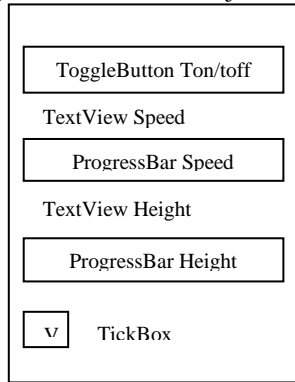 ToggleButton Ton/toff
TextView Speed
ProgressBar Speed
TextView Height
ProgressBar Height
V TickBox